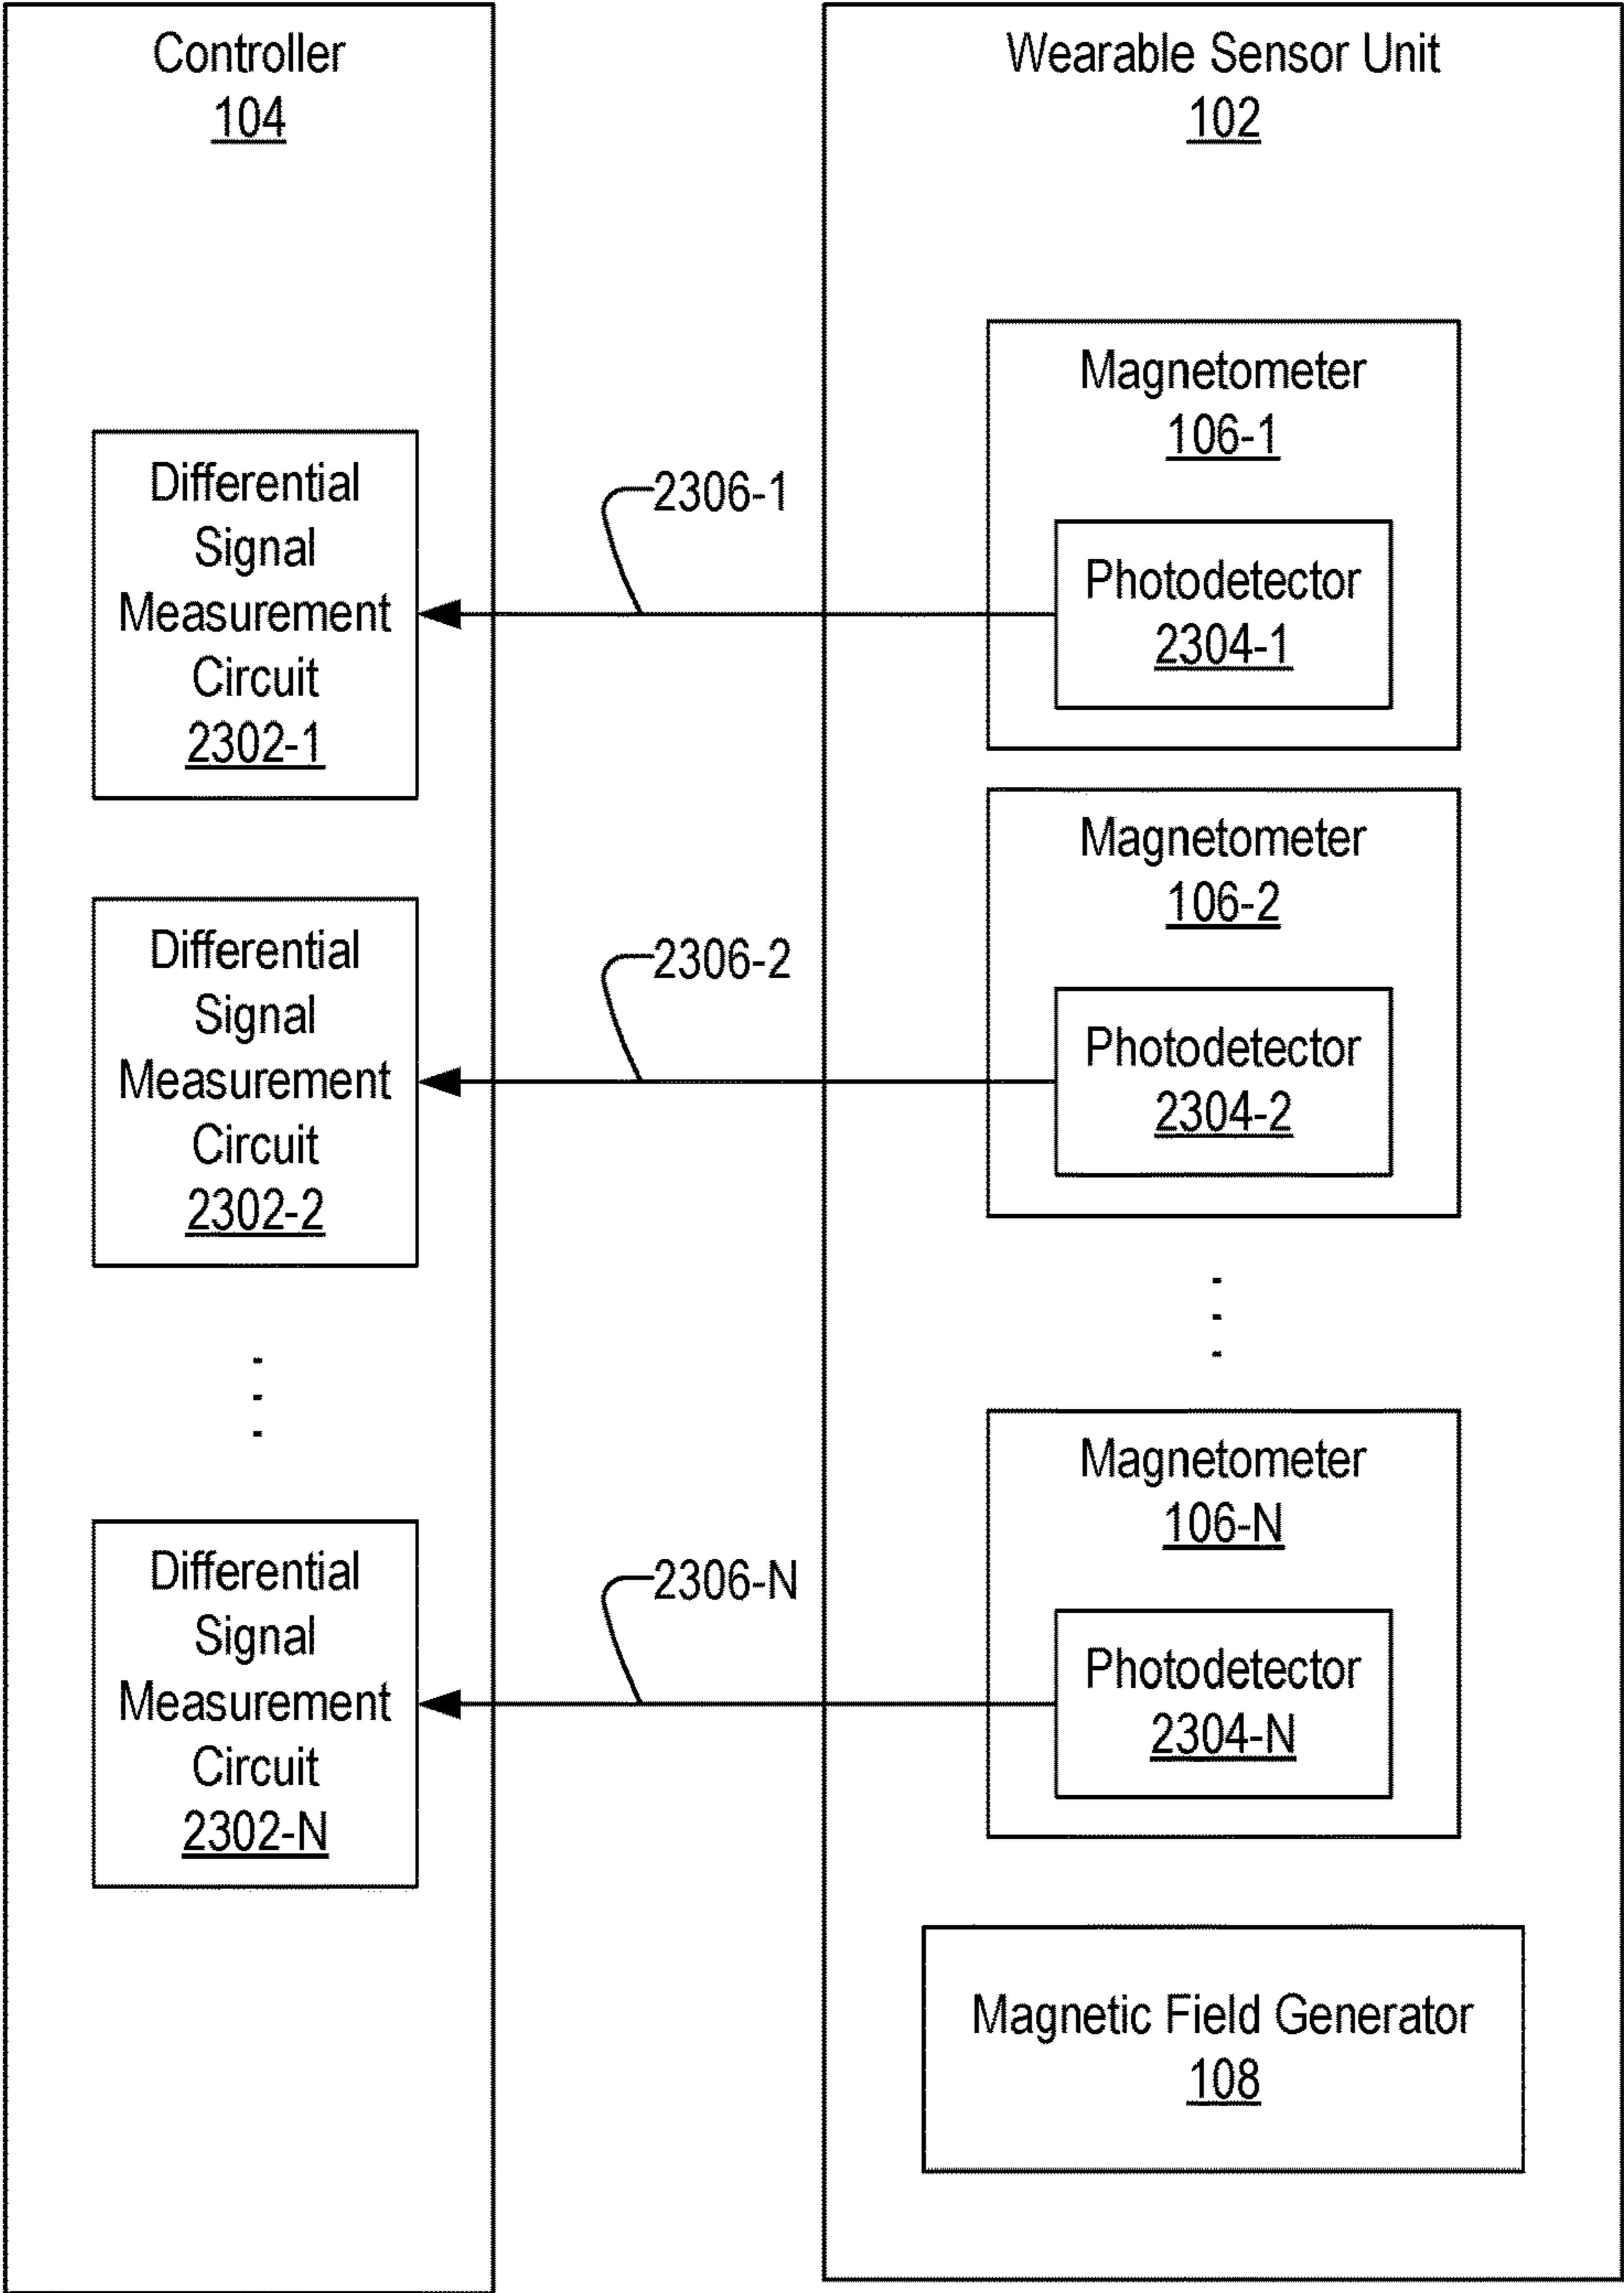 Controller
104
Differential
Signal
Measurement
Circuit
2302-1
Differential
Signal
Measurement
Circuit
2302-2
Differential
Signal
Measurement
Circuit
2302-N
2306-1
2306-2
2306-N
Wearable Sensor Unit
102
Magnetometer
106-1
Photodetector
2304-1
Magnetometer
106-2
Photodetector
2304-2
Magnetometer
106-N
Photodetector
2304-N
Magnetic Field Generator
108